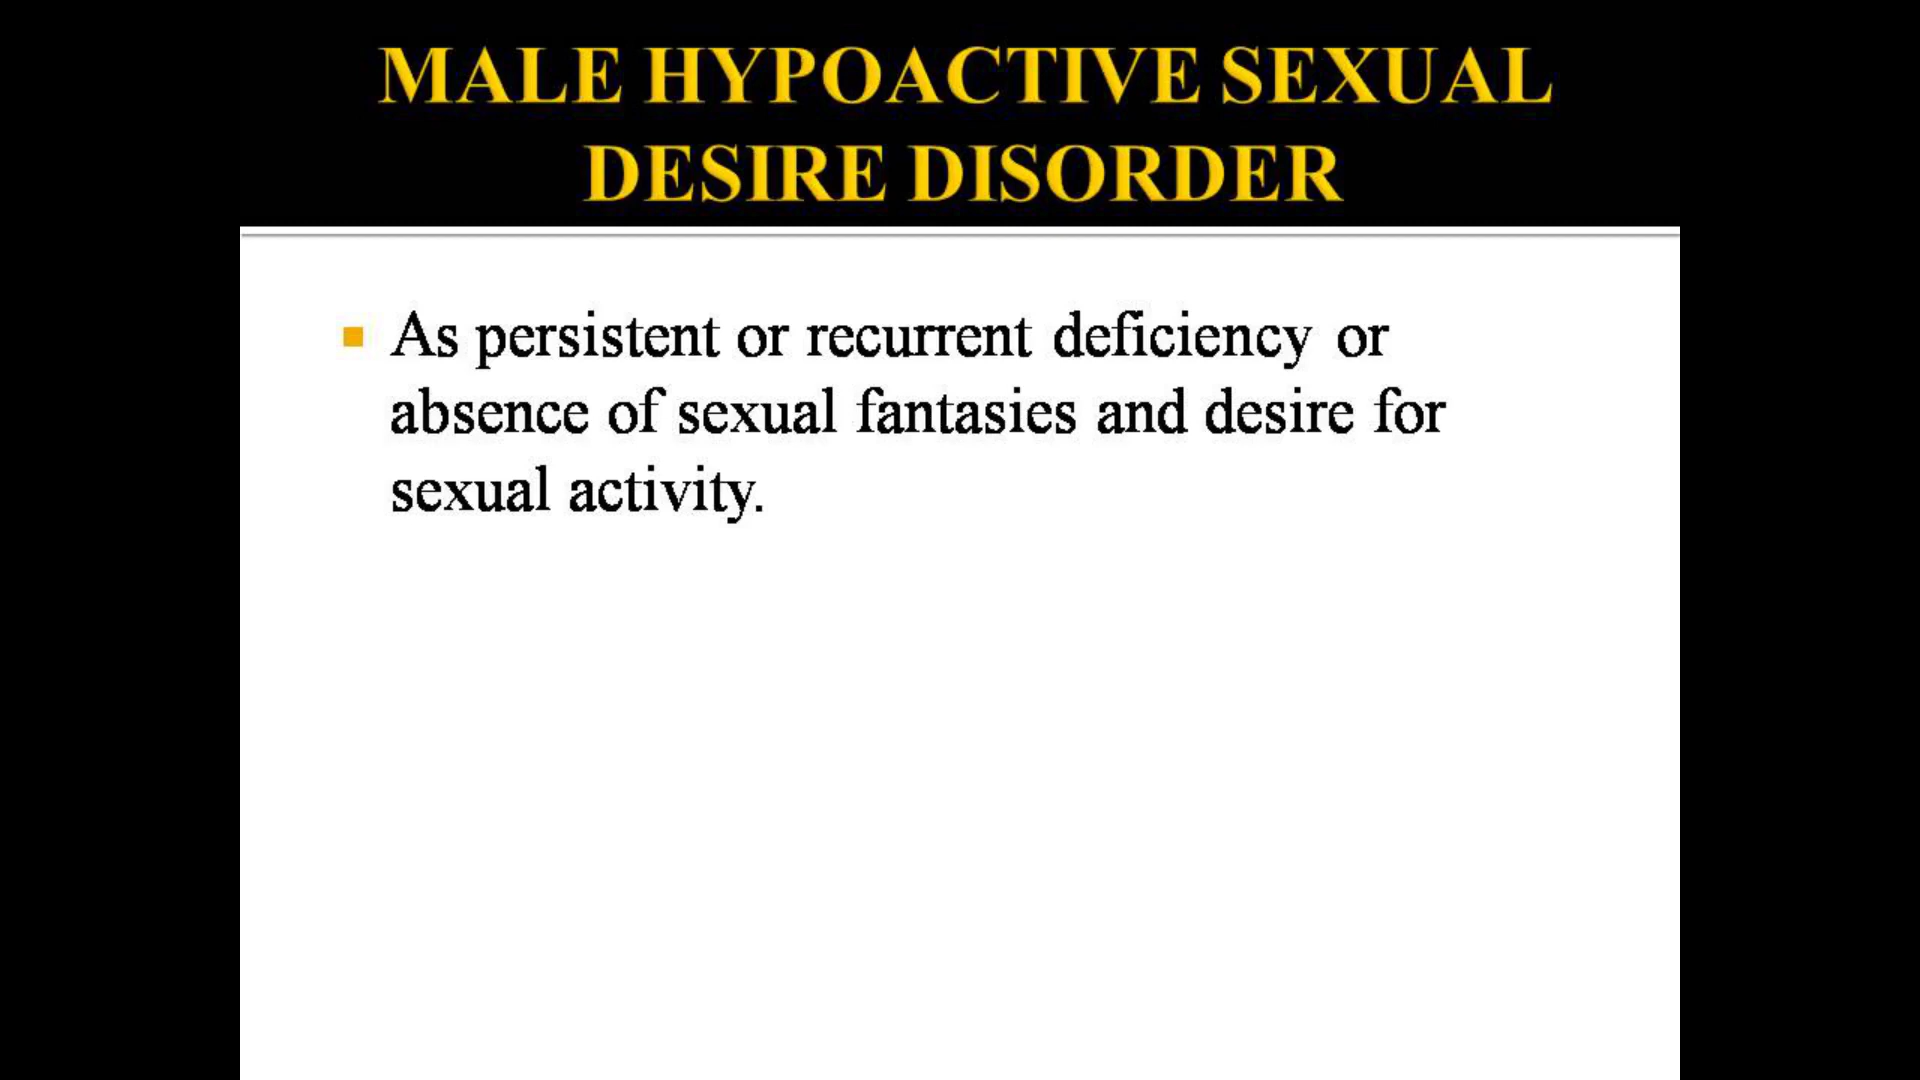 MALE HYPOACTIVE SEXUAL
DESIRE DISORDER
As persistent or recurrent deficiency or
absence of sexual fantasies and desire for
sexual activity.